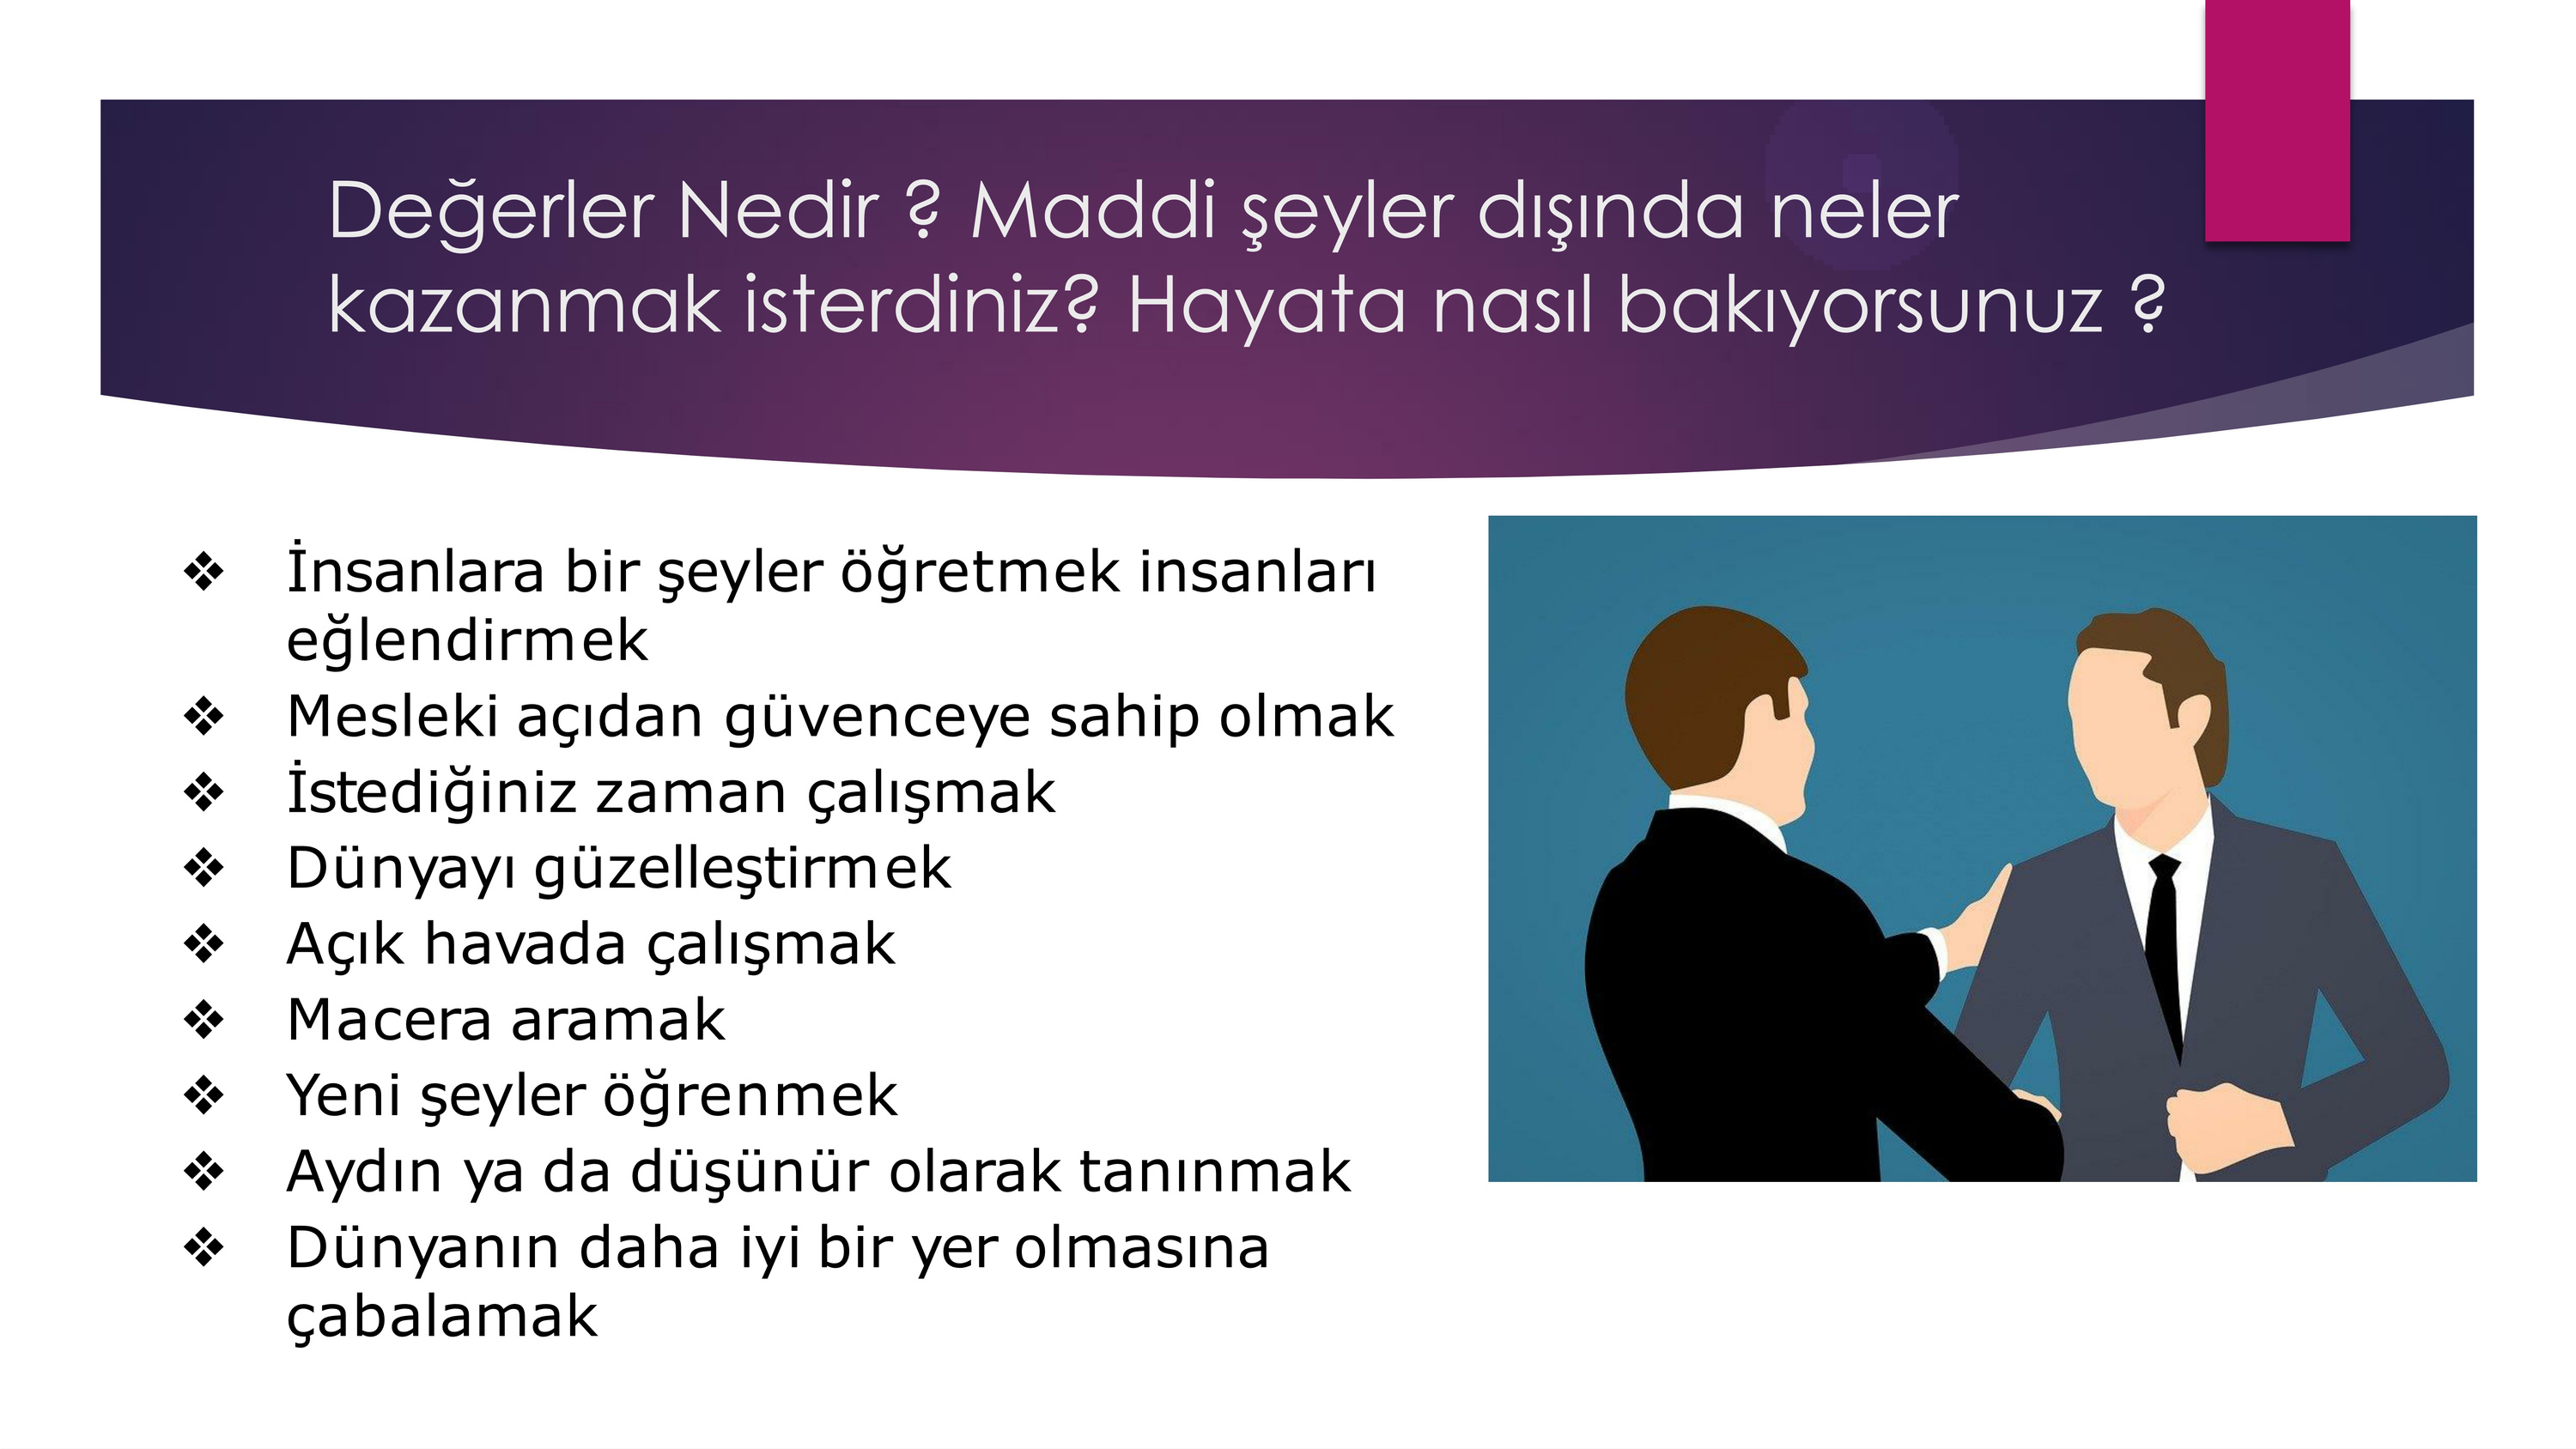 Değerler Nedir ? Maddi şeyler dışında neler
kazanmak isterdiniz? Hayata nasıl bakıyorsunuz ?
❖ İnsanlara bir şeyler öğretmek insanları
eğlendirmek
❖ Mesleki açıdan güvenceye sahip olmak
❖ İstediğiniz zaman çalışmak
❖ Dünyayı güzelleştirmek
❖ Açık havada çalışmak
❖ Macera aramak
❖ Yeni şeyler öğrenmek
❖ Aydın ya da düşünür olarak tanınmak
❖ Dünyanın daha iyi bir yer olmasına
çabalamak